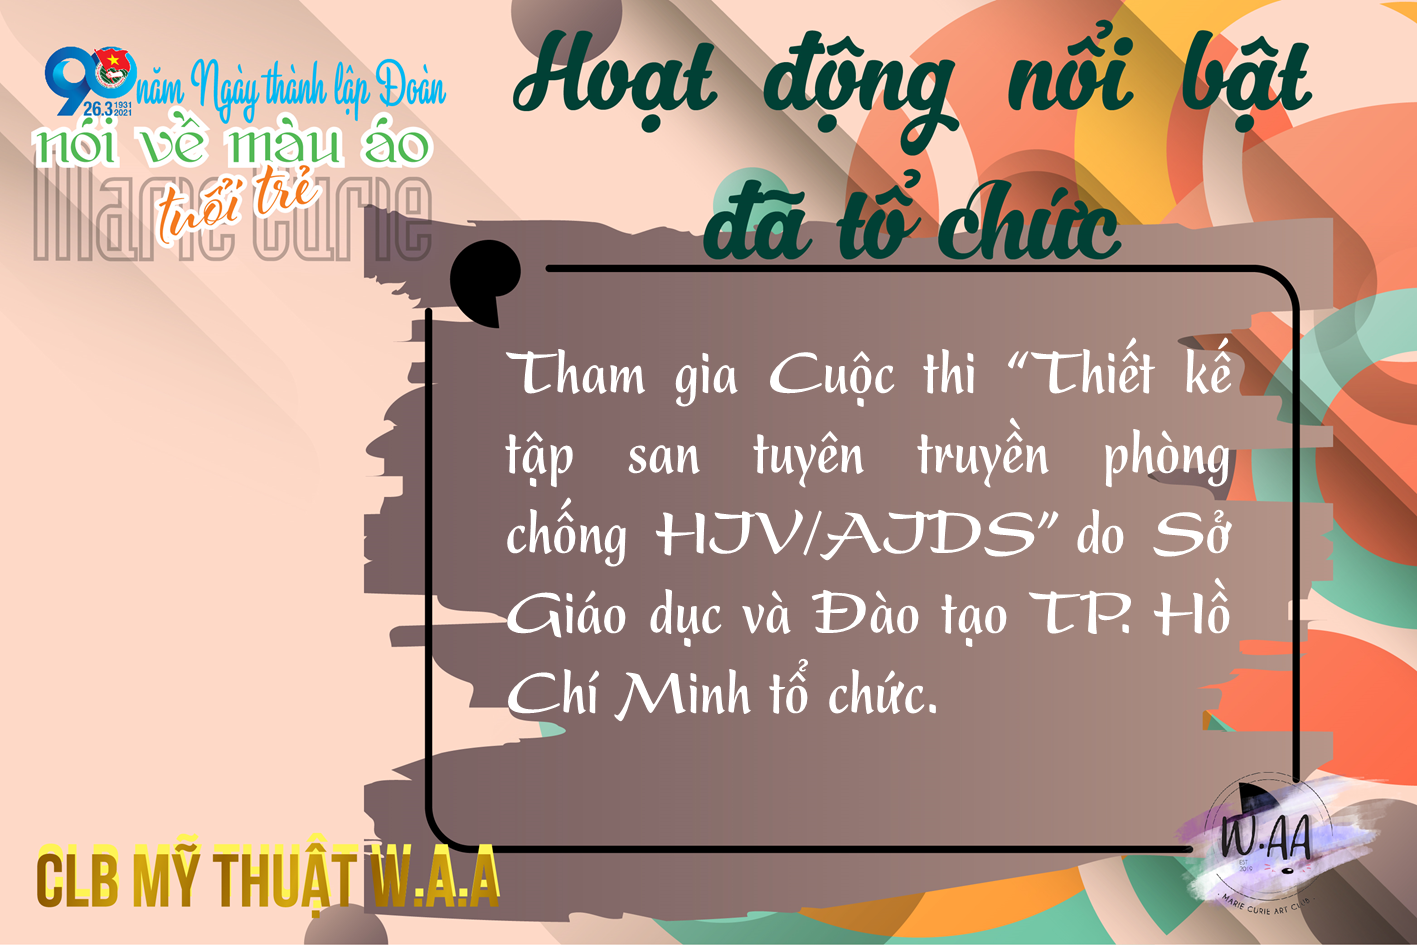 90 năm Ngày thành lập Đoàn
26.3 1931 2021
nói về màu áo
tuổi trẻ
Marie Curie
Hoạt động nổi bật
đã tổ chức
Tham gia Cuộc thi “Thiết kế
tập san tuyên truyền phòng
chống HIV/AIDS” do Sở
Giáo dục và Đào tạo TP. Hồ
Chí Minh tổ chức.
CLB MỸ THUẬT W.A.A
W.AA
EST
2019
MARIE CURIE ART CLUB